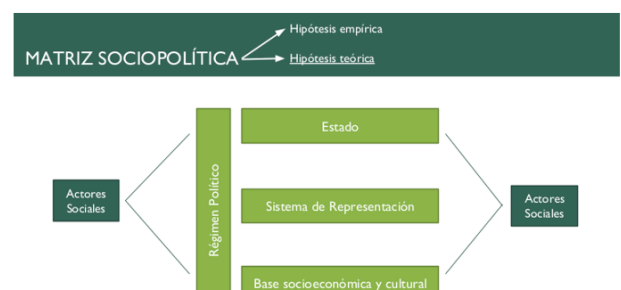 Hipótesis empírica
MATRIZ SOCIOPOLÍTICA
Hipótesis teórica
Estado
Régimen Político
Actores
Sociales
Sistema de Representación
Actores
Sociales
Base socioeconómica y cultural